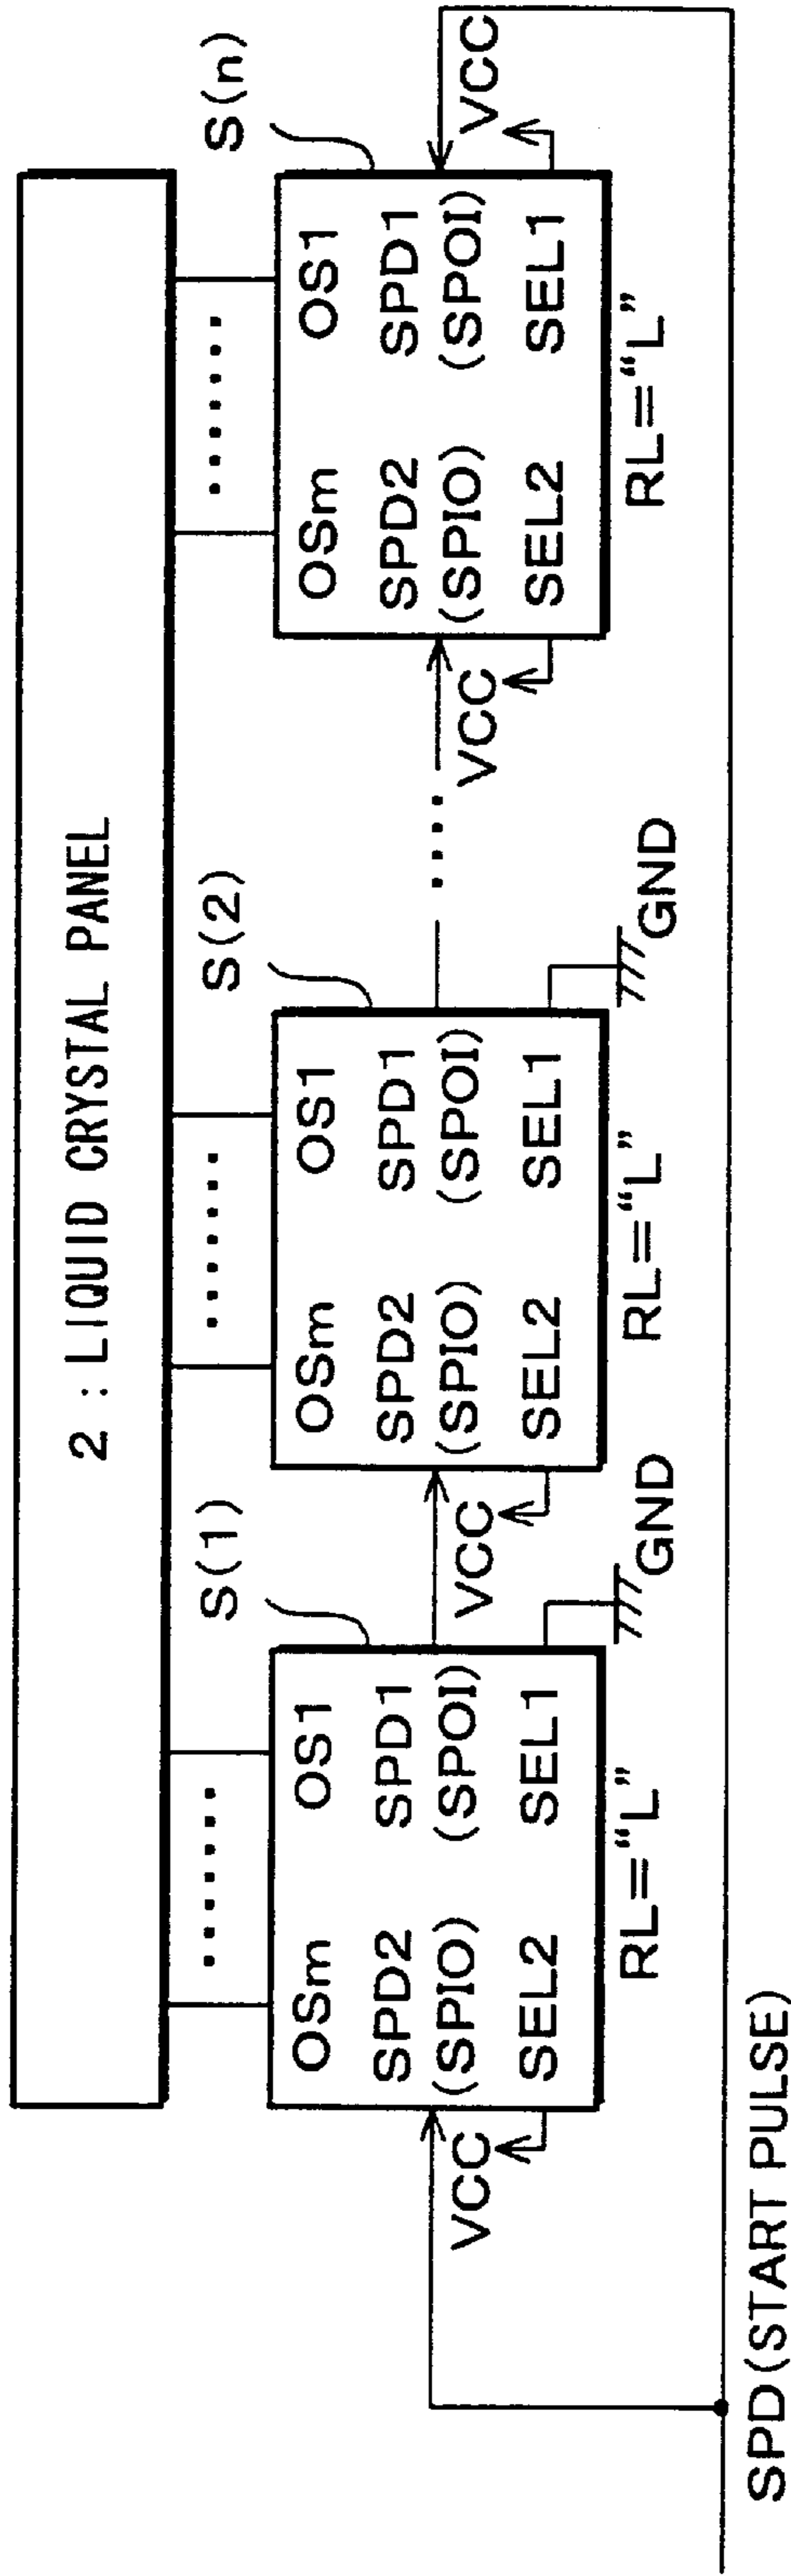 2 : LIQUID CRYSTAL PANEL
S(1)
S(2)
S(n)
OSm ....... OS1
SPD2 SPD1
(SPIO) (SPOI)
SEL2 SEL1
VCC
GND
RL="L"
OSm ....... OS1
SPD2 SPD1
(SPIO) (SPOI)
SEL2 SEL1
VCC
GND
RL="L"
.....
OSm ....... OS1
SPD2 SPD1
(SPIO) (SPOI)
SEL2 SEL1
VCC
VCC
RL="L"
SPD(START PULSE)